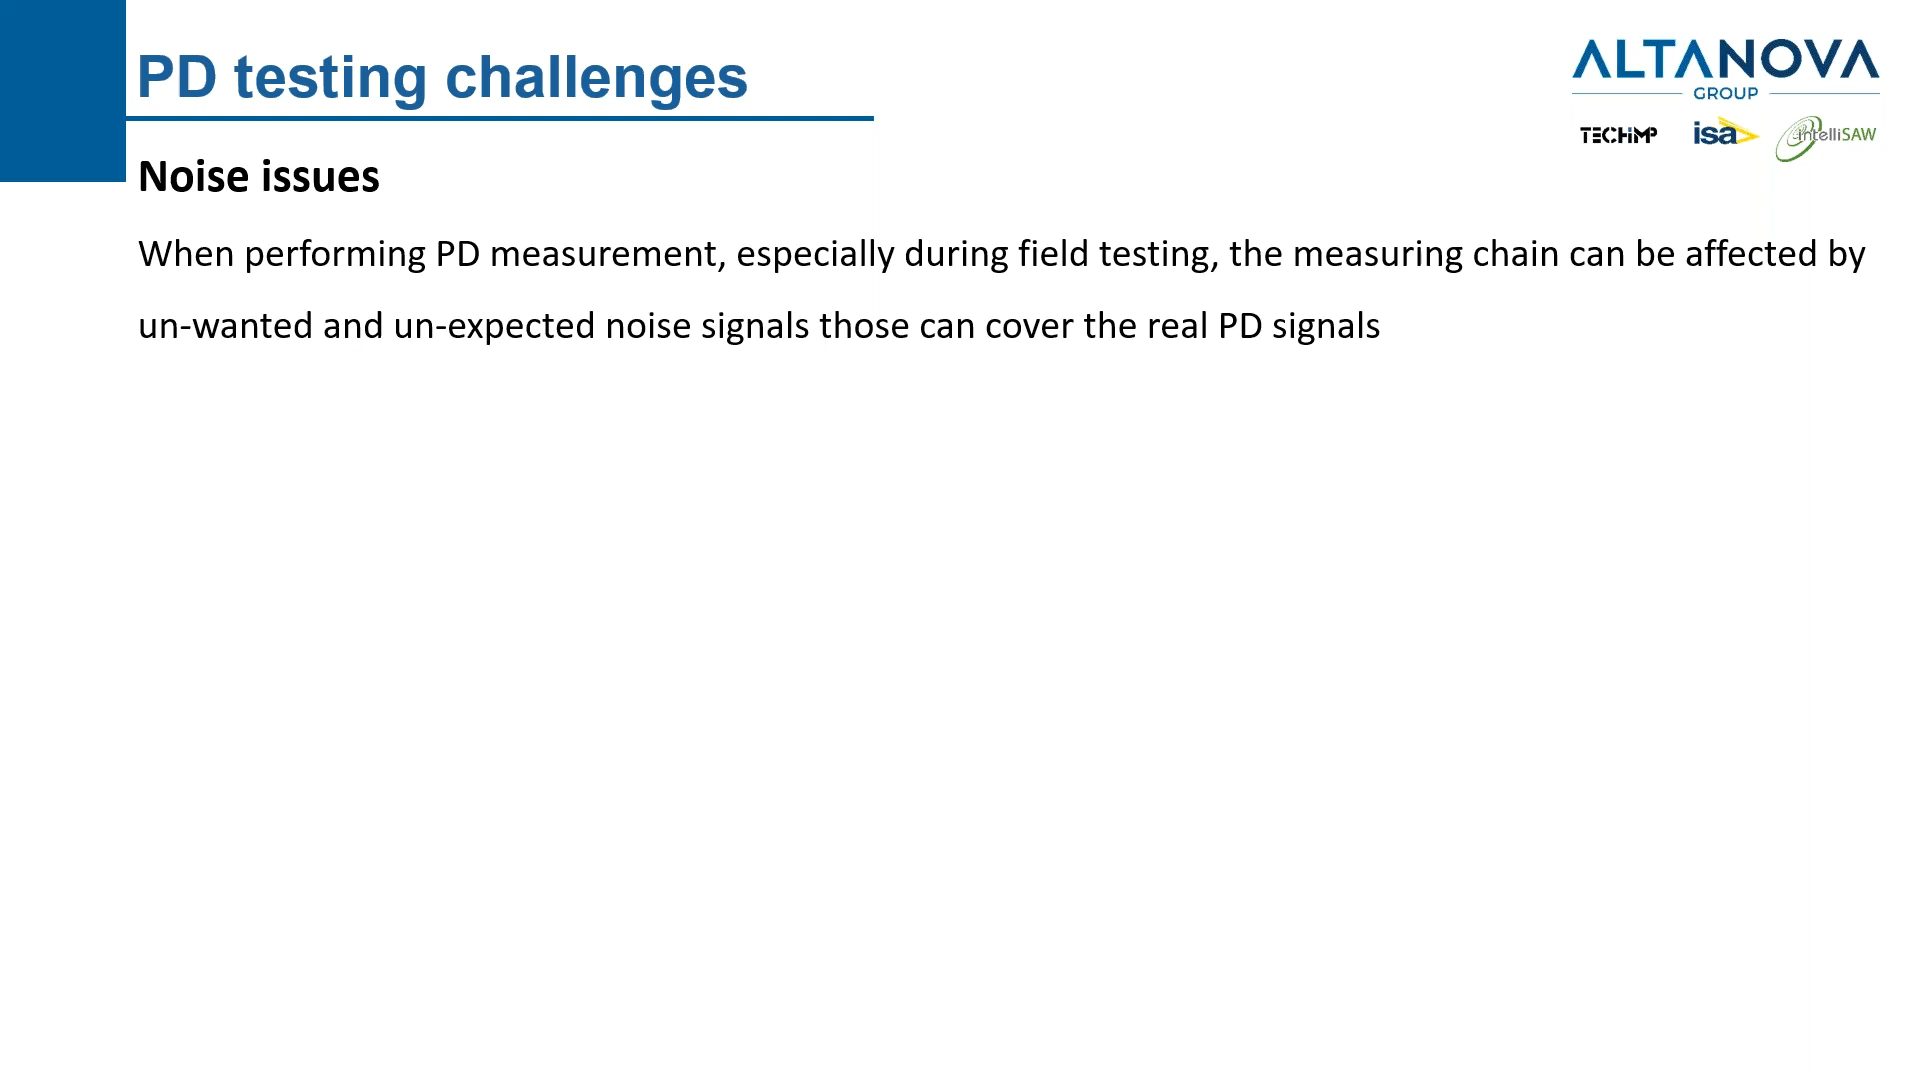 PD testing challenges
ALTANOVA
GROUP
TECHIMP
isa
intelliSAW
Noise issues
When performing PD measurement, especially during field testing, the measuring chain can be affected by
un-wanted and un-expected noise signals those can cover the real PD signals